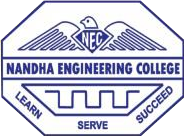 NEC
NANDHA ENGINEERING COLLEGE
LEARN
SERVE
SUCCEED